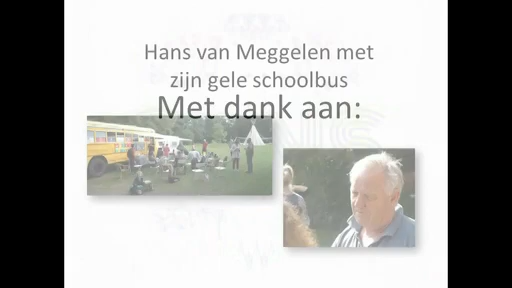 Hans van Meggelen met
zijn gele schoolbus
Met dank aan: